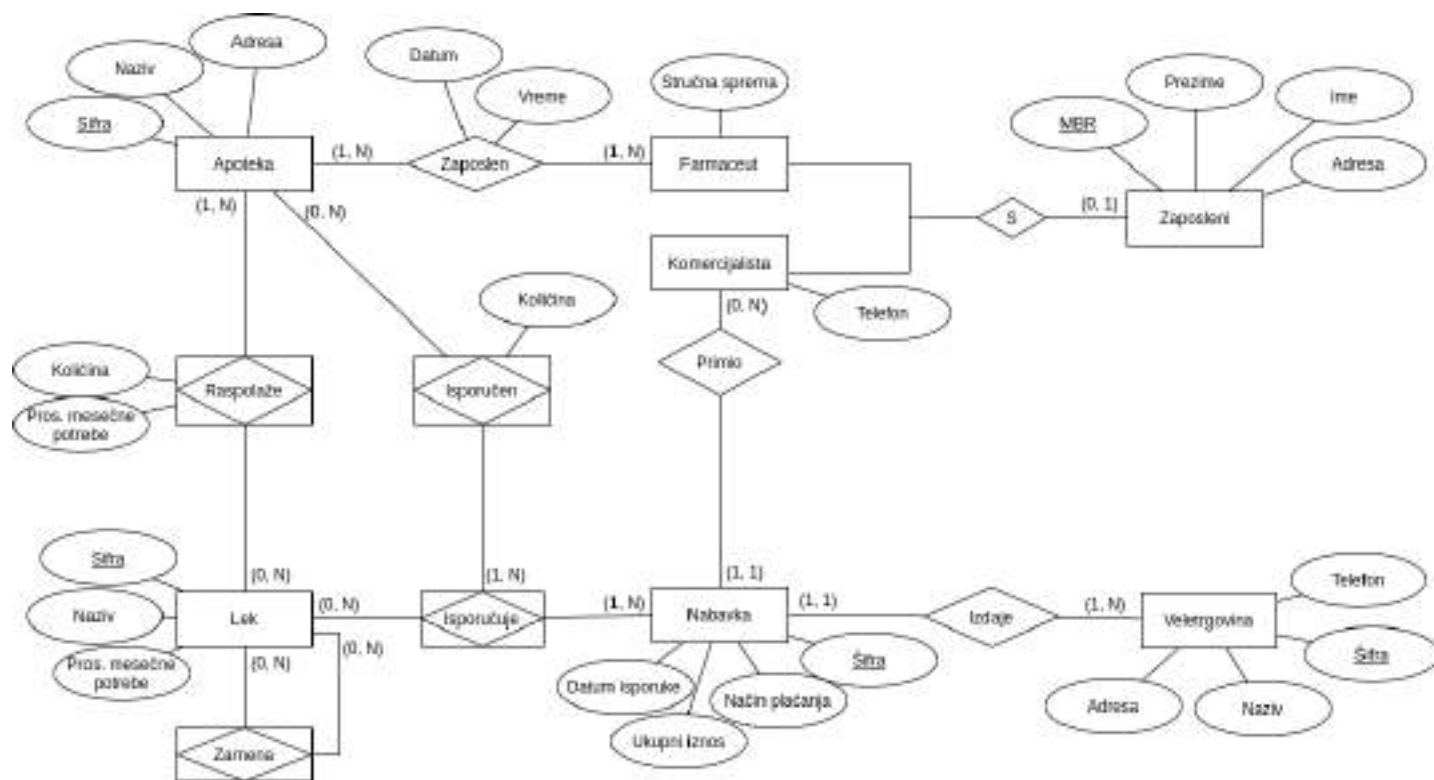 Adresa
Datum
Naziv
Stručna sprema
Prezime
Vreme
Ime
Šifra
MBR
Apoteka
(1, N)
Zaposlen
(1, N)
Farmaceut
Adresa
(1, N)
(0, N)
S
(0, 1)
Zaposleni
Komercijalista
Količina
(0, N)
Telefon
Količina
Raspolaže
Isporučen
Primio
Pros. mesečne
potrebe
Šifra
(0, N)
(1, N)
(1, 1)
Telefon
Naziv
Lek
(0, N)
Isporučuje
(1, N)
Nabavka
(1, 1)
Izdaje
(1, N)
Veletrgovina
(0, N)
(0, N)
Šifra
Šifra
Pros. mesečne
potrebe
Datum isporuke
Način plaćanja
Adresa
Naziv
Ukupni iznos
Zamena